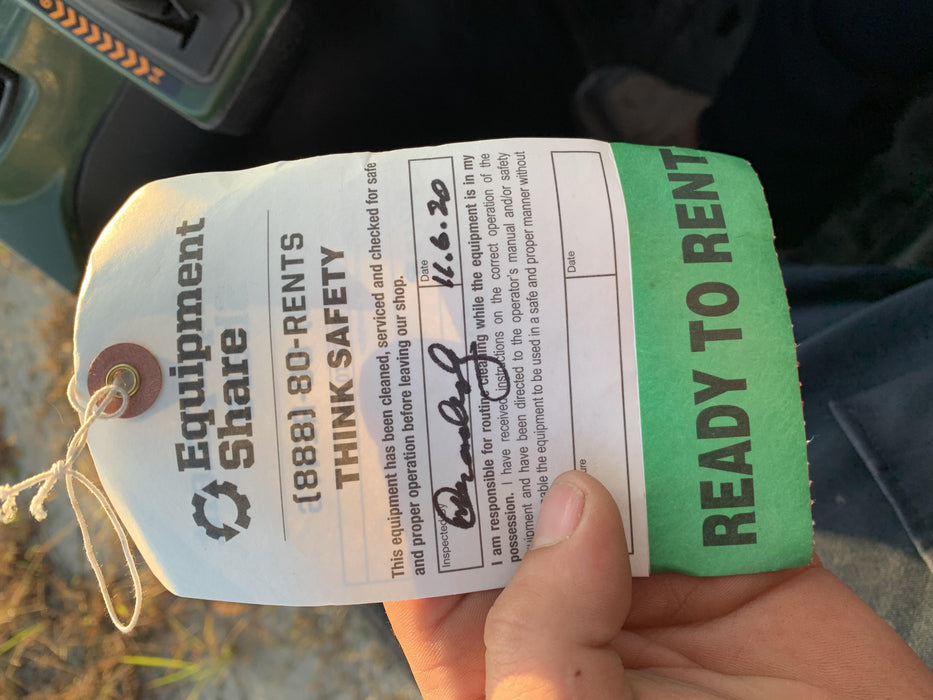 Equipment
Share
(888) 80-RENTS
THINK SAFETY
This equipment has been cleaned, serviced and checked for safe
and proper operation before leaving our shop.
Inspected by
Date
11.6.20
I am responsible for routine cleaning while the equipment is in my
possession. I have received instructions on the correct operation of the
equipment and have been directed to the operator's manual and/or safety
able the equipment to be used in a safe and proper manner without
ure
Date
READY TO RENT